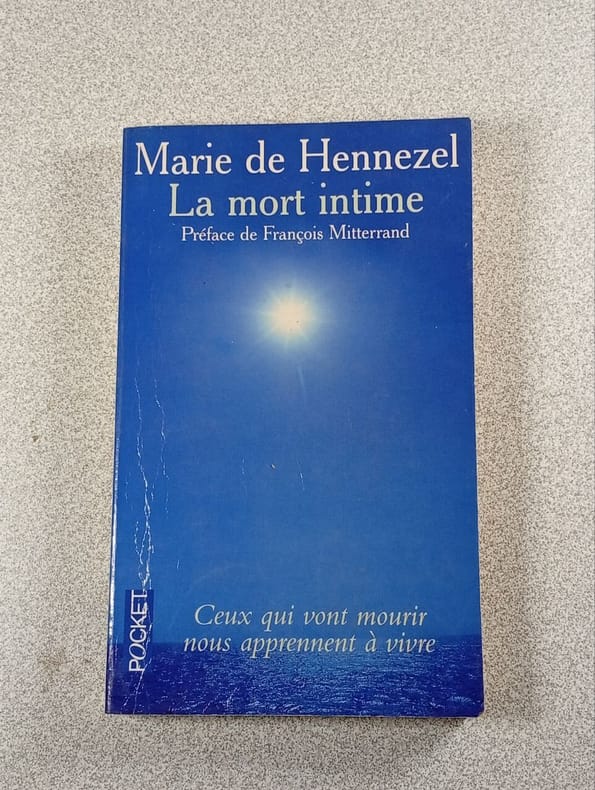 Marie de Hennezel
La mort intime
Préface de François Mitterrand
Ceux qui vont mourir
nous apprennent à vivre
POCKET